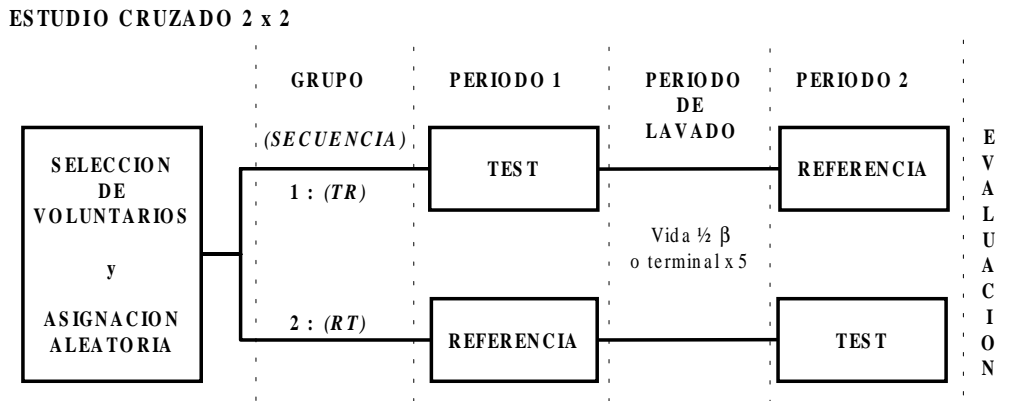 ESTUDIO CRUZADO 2 x 2
GRUPO
(SECUENCIA)
PERIODO 1
PERIODO
DE
LAVADO
PERIODO 2
SELECCION
DE
VOLUNTARIOS
y
ASIGNACION
ALEATORIA
1 : (TR)
TEST
REFERENCIA
Vida ½ β
o terminal x 5
2 : (RT)
REFERENCIA
TEST
EVALUACION